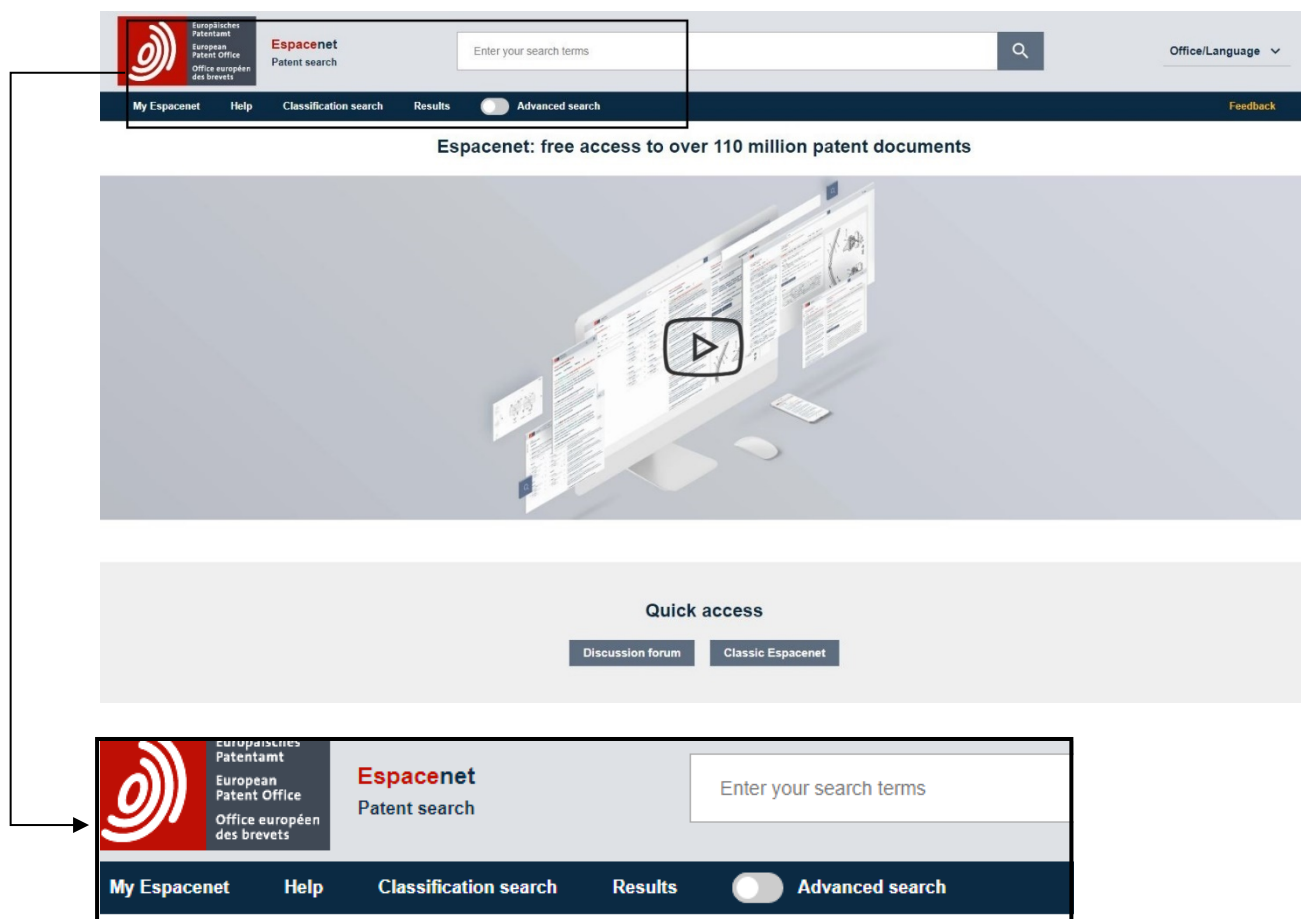 Europäisches
Patentamt
European
Patent Office
Office européen
des brevets
Espacenet
Patent search
Enter your search terms
Office/Language
My Espacenet Help Classification search Results Advanced search Feedback
Espacenet: free access to over 110 million patent documents
Quick access
Discussion forum Classic Espacenet
Europäisches
Patentamt
European
Patent Office
Office européen
des brevets
Espacenet
Patent search
Enter your search terms
My Espacenet Help Classification search Results Advanced search